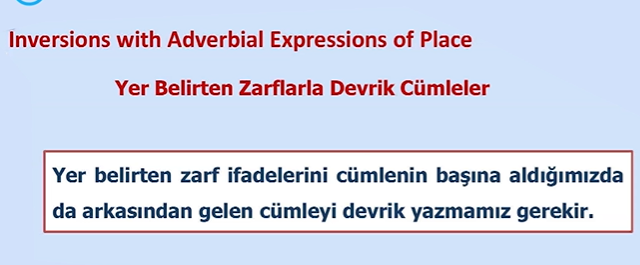 Inversions with Adverbial Expressions of Place
Yer Belirten Zarflarla Devrik Cümleler
Yer belirten zarf ifadelerini cümlenin başına aldığımızda
da arkasından gelen cümleyi devrik yazmamız gerekir.